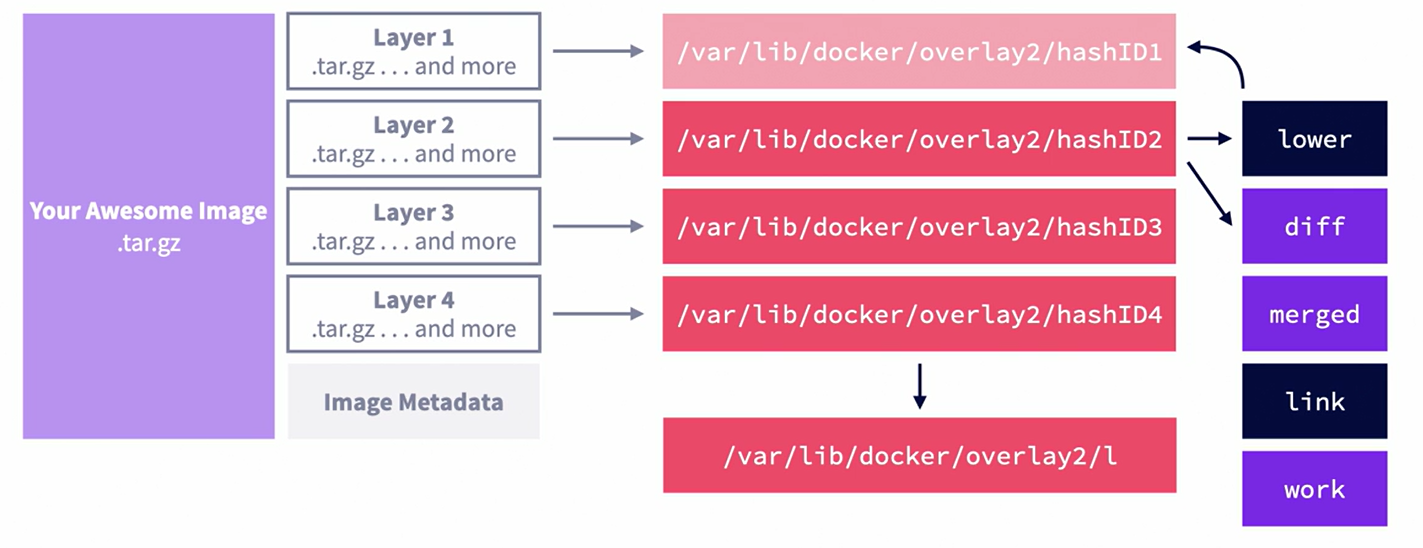 Your Awesome Image
.tar.gz
Layer 1
.tar.gz . . . and more
Layer 2
.tar.gz . . . and more
Layer 3
.tar.gz . . . and more
Layer 4
.tar.gz . . . and more
Image Metadata
/var/lib/docker/overlay2/hashID1
/var/lib/docker/overlay2/hashID2
/var/lib/docker/overlay2/hashID3
/var/lib/docker/overlay2/hashID4
/var/lib/docker/overlay2/l
lower
diff
merged
link
work